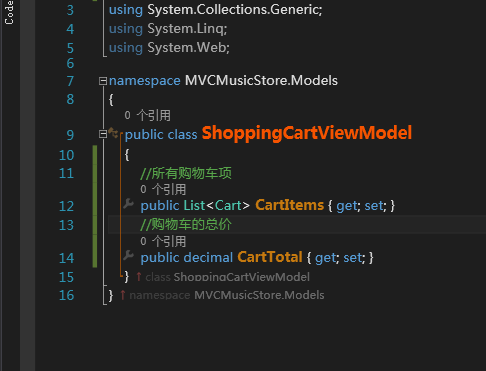 Code
3 using System.Collections.Generic;
4 using System.Linq;
5 using System.Web;
6
7 namespace MVCMusicStore.Models
8 {
0 个引用
9 public class ShoppingCartViewModel
10 {
11 //所有购物车项
0 个引用
12 public List<Cart> CartItems { get; set; }
13 //购物车的总价
0 个引用
14 public decimal CartTotal { get; set; }
15 } ↑ class ShoppingCartViewModel
16 } ↑ namespace MVCMusicStore.Models